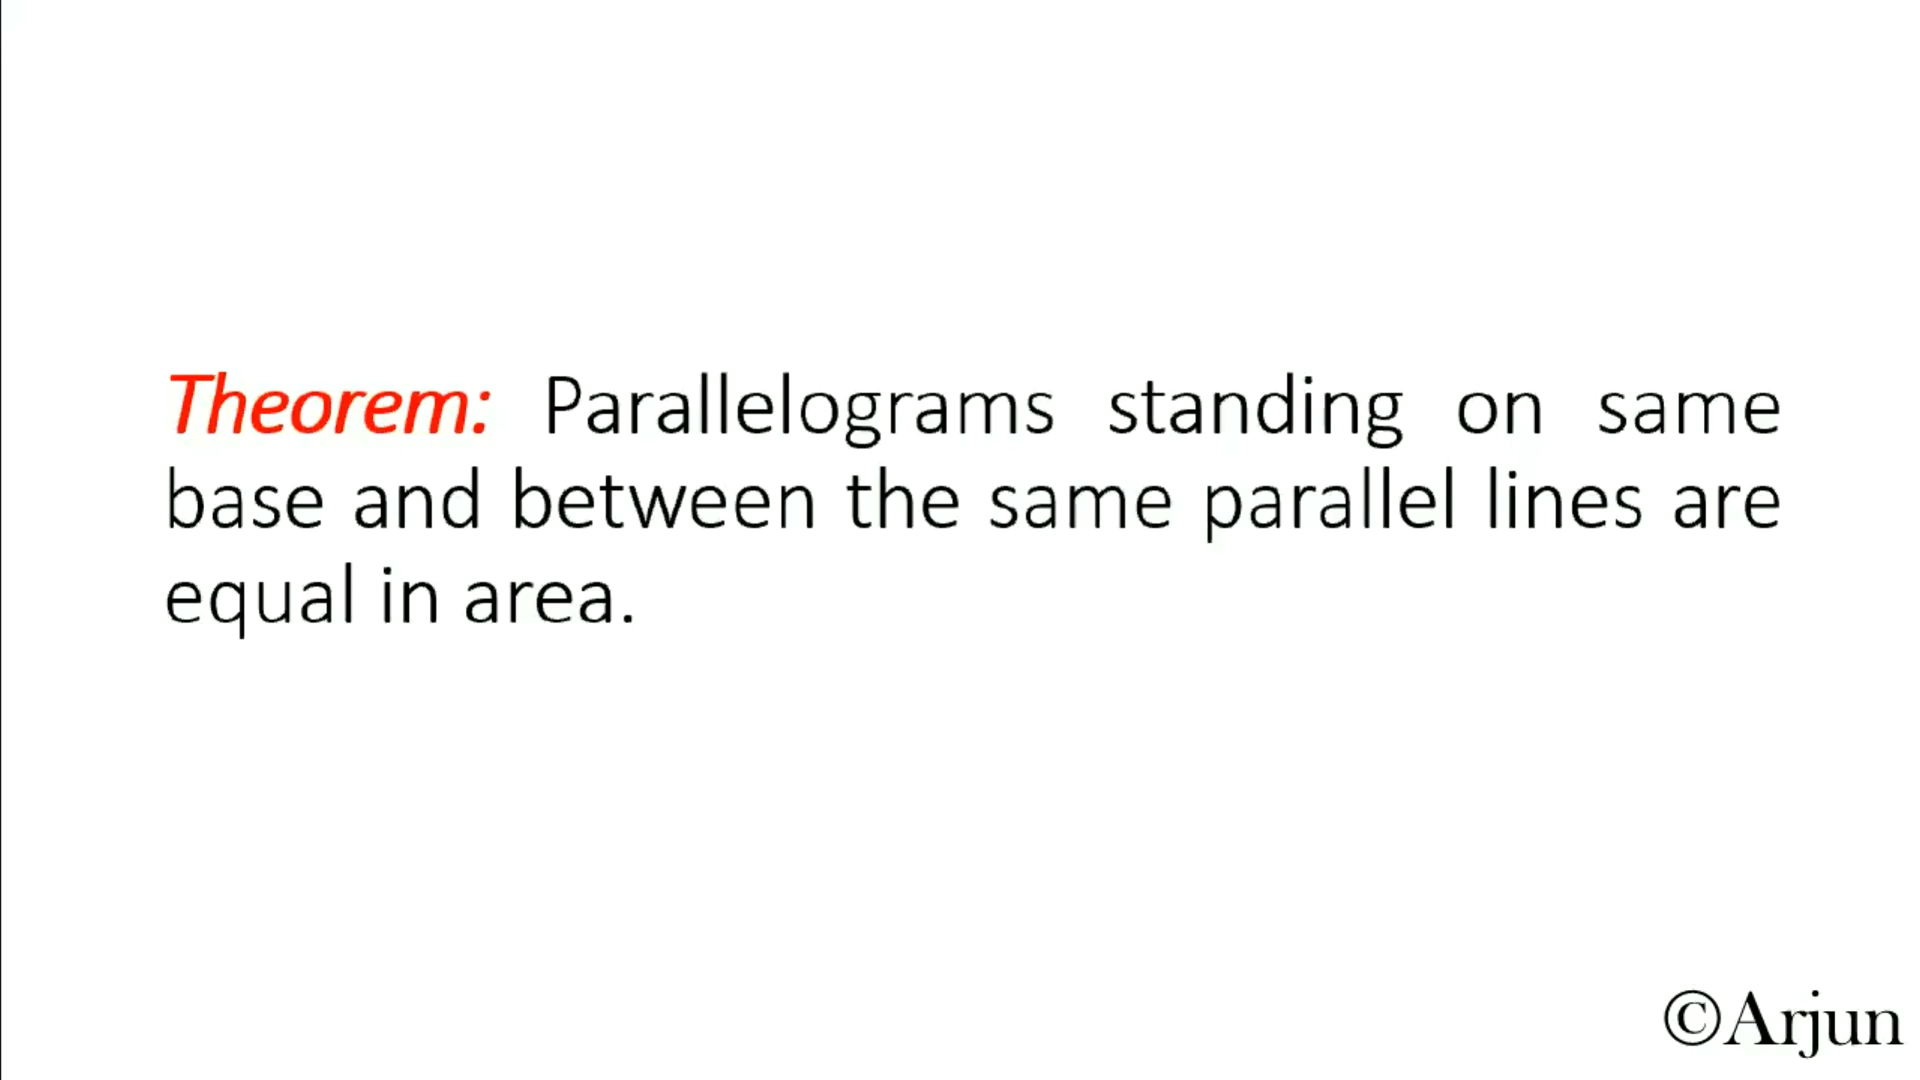 Theorem: Parallelograms standing on same
base and between the same parallel lines are
equal in area.
©Arjun